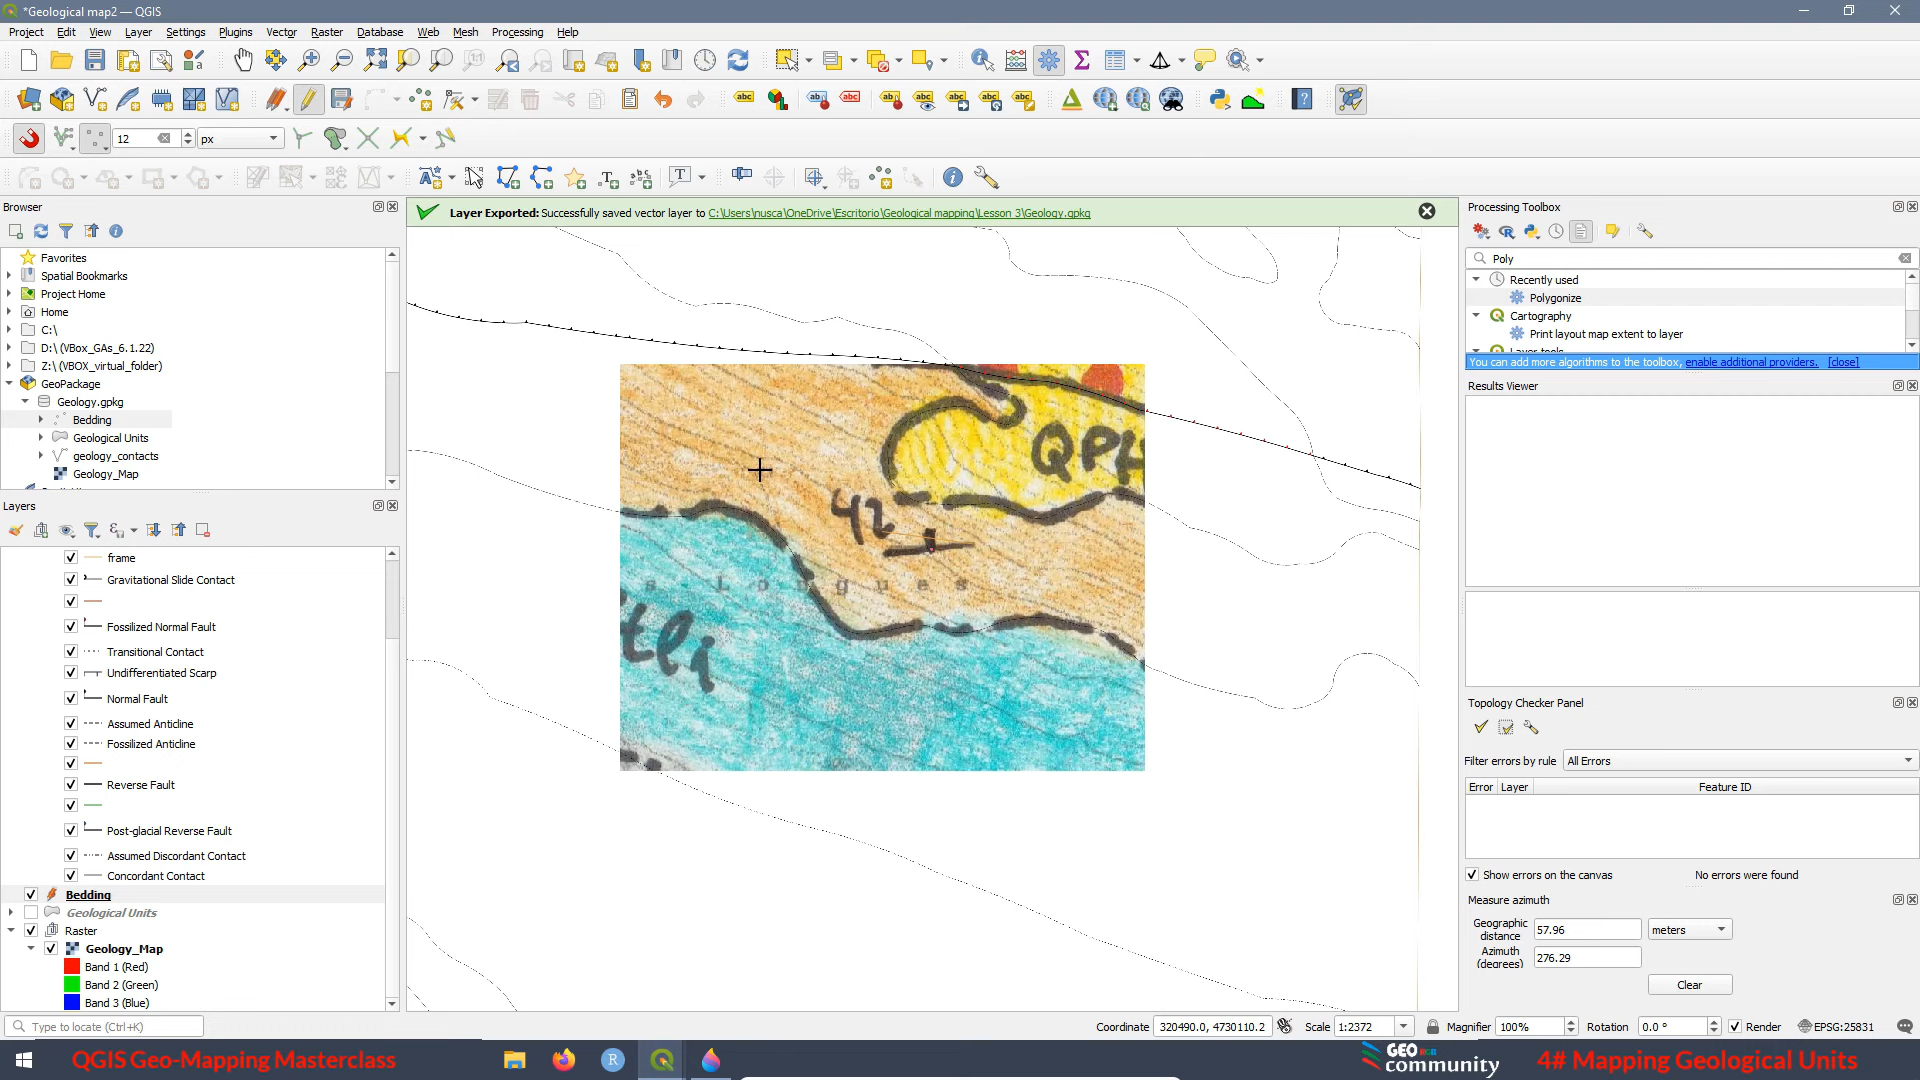 *Geological map2 — QGIS
Project Edit View Layer Settings Plugins Vector Raster Database Web Mesh Processing Help
12 px
Browser
Favorites
Spatial Bookmarks
Project Home
Home
C:\
D:\ (VBox_GAs_6.1.22)
Z:\ (VBOX_virtual_folder)
GeoPackage
Geology.gpkg
Bedding
Geological Units
geology_contacts
Geology_Map
Layers
frame
Gravitational Slide Contact
Fossilized Normal Fault
Transitional Contact
Undifferentiated Scarp
Normal Fault
Assumed Anticline
Fossilized Anticline
Reverse Fault
Post-glacial Reverse Fault
Assumed Discordant Contact
Concordant Contact
Bedding
Geological Units
Raster
Geology_Map
Band 1 (Red)
Band 2 (Green)
Band 3 (Blue)
Layer Exported: Successfully saved vector layer to C:\Users\nusca\OneDrive\Escritorio\Geological mapping\Lesson 3\Geology.gpkg
QPH
42
s - L o n g u e s
tli
Processing Toolbox
Poly
Recently used
Polygonize
Cartography
Print layout map extent to layer
Layer tools
You can add more algorithms to the toolbox, enable additional providers. [close]
Results Viewer
Topology Checker Panel
Filter errors by rule All Errors
Error Layer Feature ID
Show errors on the canvas No errors were found
Measure azimuth
Geographic distance 57.96 meters
Azimuth (degrees) 276.29
Clear
Type to locate (Ctrl+K)
Coordinate 320490.0, 4730110.2 Scale 1:2372 Magnifier 100% Rotation 0.0 ° Render EPSG:25831
QGIS Geo-Mapping Masterclass
R
GEO RGB community
4# Mapping Geological Units